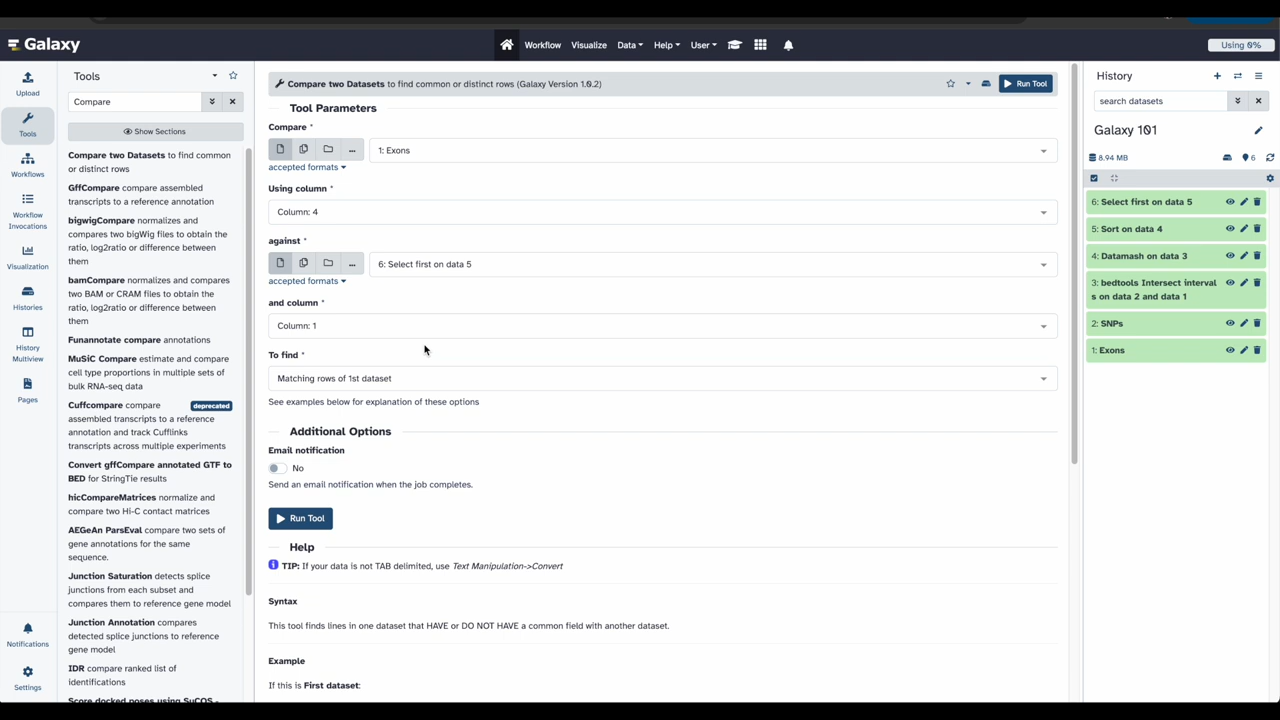 Galaxy
Workflow
Visualize
Data
Help
User
Using 0%
Upload
Tools
Workflows
Workflow
Invocations
Visualization
Histories
History
Multiview
Pages
Notifications
Settings
Tools
Compare
Show Sections
Compare two Datasets to find common
or distinct rows
GffCompare compare assembled
transcripts to a reference annotation
bigwigCompare normalizes and
compares two bigWig files to obtain the
ratio, log2ratio or difference between
them
bamCompare normalizes and compares
two BAM or CRAM files to obtain the
ratio, log2ratio or difference between
them
Funannotate compare annotations
MuSiC Compare estimate and compare
cell type proportions in multiple sets of
bulk RNA-seq data
Cuffcompare compare deprecated
assembled transcripts to a reference
annotation and track Cufflinks
transcripts across multiple experiments
Convert gffCompare annotated GTF to
BED for StringTie results
hicCompareMatrices normalize and
compare two Hi-C contact matrices
AEGeAn ParsEval compare two sets of
gene annotations for the same
sequence.
Junction Saturation detects splice
junctions from each subset and
compares them to reference gene model
Junction Annotation compares
detected splice junctions to reference
gene model
IDR compare ranked list of
identifications
Score docked poses using SuCOS -
Compare two Datasets to find common or distinct rows (Galaxy Version 1.0.2)
Run Tool
Tool Parameters
Compare *
... 1: Exons
accepted formats
Using column *
Column: 4
against *
... 6: Select first on data 5
accepted formats
and column *
Column: 1
To find *
Matching rows of 1st dataset
See examples below for explanation of these options
Additional Options
Email notification
No
Send an email notification when the job completes.
Run Tool
Help
TIP: If your data is not TAB delimited, use Text Manipulation->Convert
Syntax
This tool finds lines in one dataset that HAVE or DO NOT HAVE a common field with another dataset.
Example
If this is First dataset:
History
search datasets
Galaxy 101
8.94 MB
6
6: Select first on data 5
5: Sort on data 4
4: Datamash on data 3
3: bedtools Intersect interval
s on data 2 and data 1
2: SNPs
1: Exons